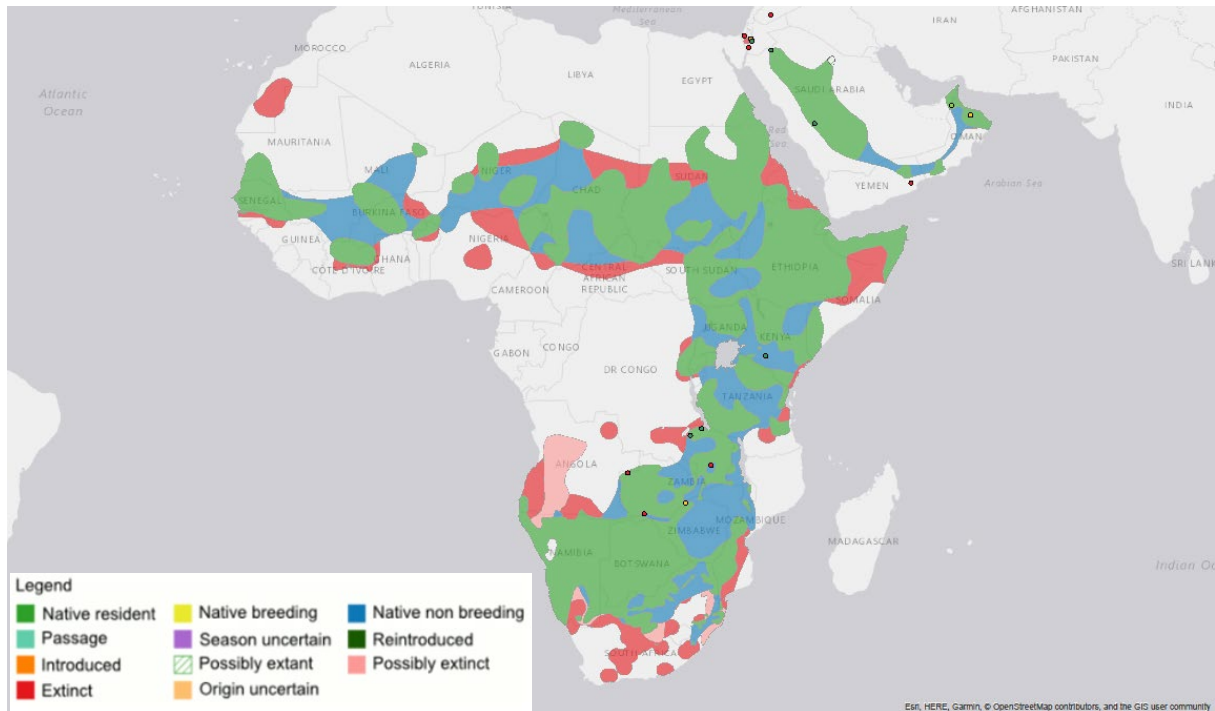 Mediterranean
Sea
TUNISIA
IRAN
AFGHANISTAN
MOROCCO
ALGERIA
LIBYA
EGYPT
PAKISTAN
Atlantic
Ocean
SAUDI ARABIA
INDIA
Red
Sea
OMAN
MAURITANIA
MALI
NIGER
CHAD
SUDAN
YEMEN
Arabian Sea
SENEGAL
BURKINA FASO
GUINEA
NIGERIA
CÔTE D'IVOIRE
GHANA
CENTRAL
AFRICAN
REPUBLIC
SOUTH SUDAN
ETHIOPIA
SRI LANK
CAMEROON
SOMALIA
UGANDA
KENYA
GABON
CONGO
DR CONGO
TANZANIA
ANGOLA
ZAMBIA
MOZAMBIQUE
ZIMBABWE
MADAGASCAR
NAMIBIA
BOTSWANA
Indian Oc
SOUTH AFRICA
Legend
Native resident
Native breeding
Native non breeding
Passage
Season uncertain
Reintroduced
Introduced
Possibly extant
Possibly extinct
Extinct
Origin uncertain
Esri, HERE, Garmin, © OpenStreetMap contributors, and the GIS user community